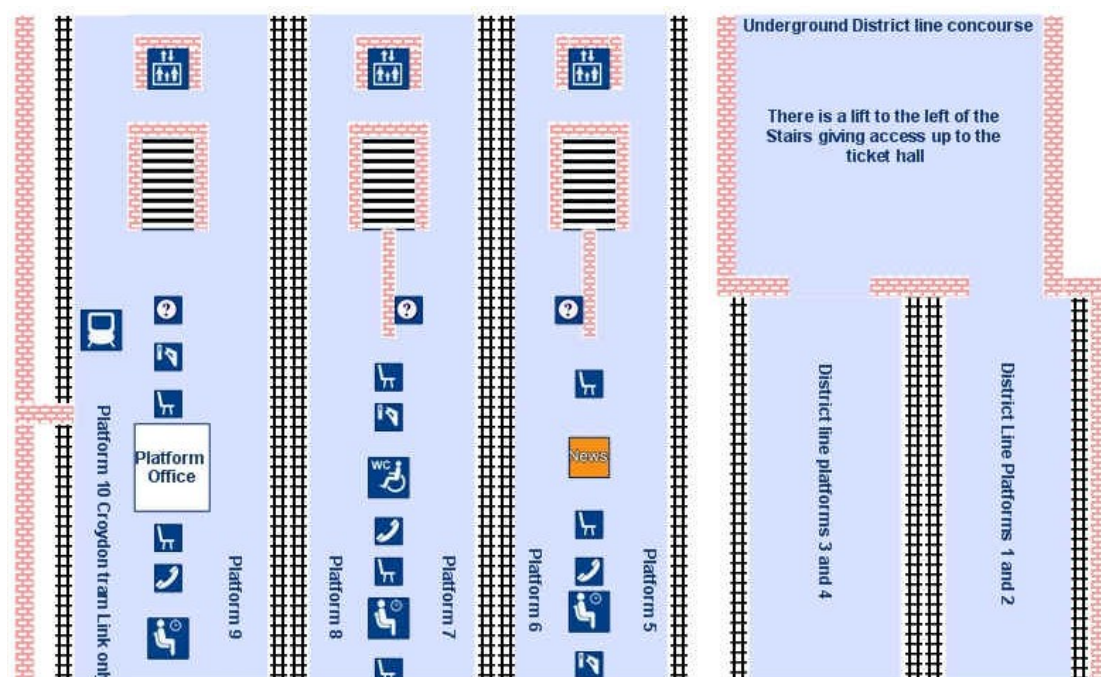 Underground District line concourse
There is a lift to the left of the
Stairs giving access up to the
ticket hall
?
?
?
Platform 10 Croydon tram Link only
Platform
Office
WC
News
Platform 9
Platform 8
Platform 7
Platform 6
Platform 5
District line platforms 3 and 4
District Line Platforms 1 and 2